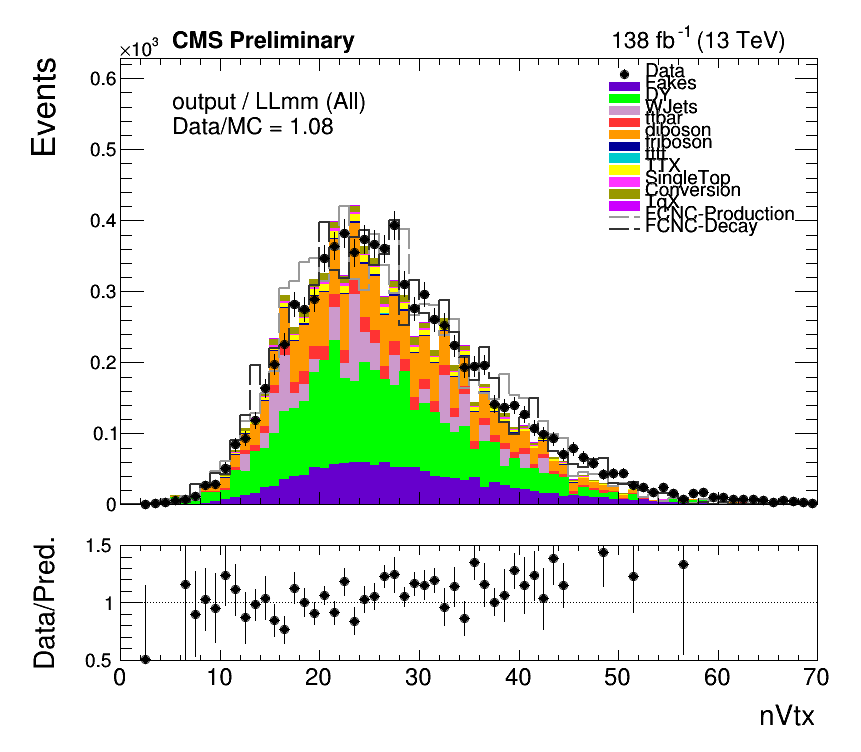 ×10³ CMS Preliminary 138 fb⁻¹ (13 TeV)
Events
output / LLmm (All)
Data/MC = 1.08
Data
Fakes
DY
WJets
ttbar
diboson
triboson
tttt
TTX
SingleTop
Conversion
TqX
FCNC-Production
FCNC-Decay
0.6
0.5
0.4
0.3
0.2
0.1
0
Data/Pred.
1.5
1
0.5
0 10 20 30 40 50 60 70
nVtx